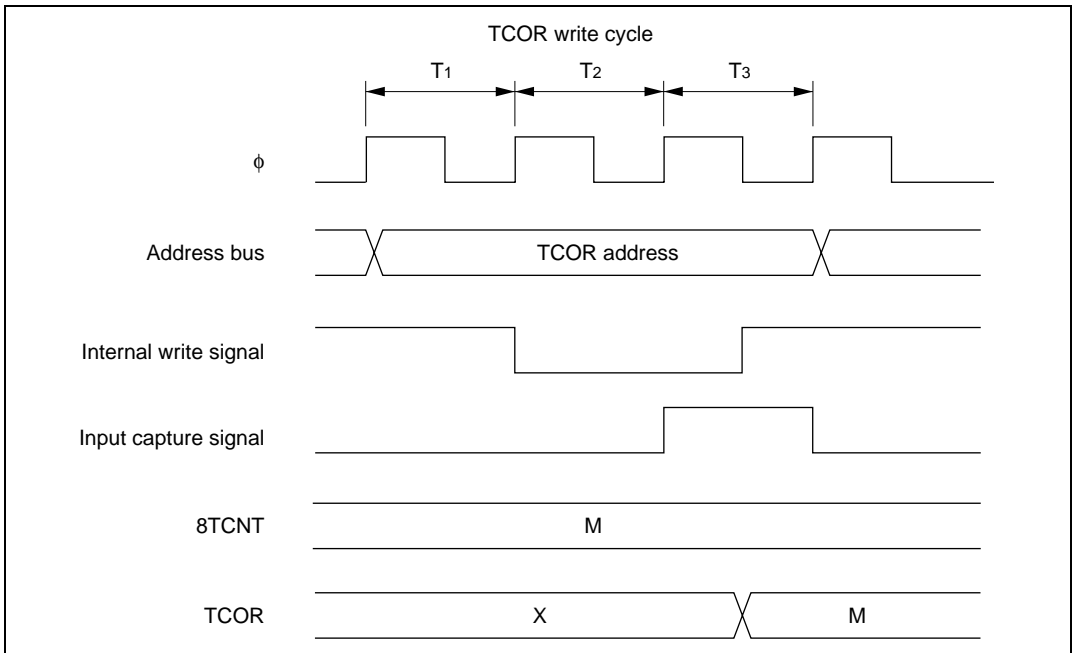 TCOR write cycle
T1 T2 T3
φ
Address bus TCOR address
Internal write signal
Input capture signal
8TCNT M
TCOR X M